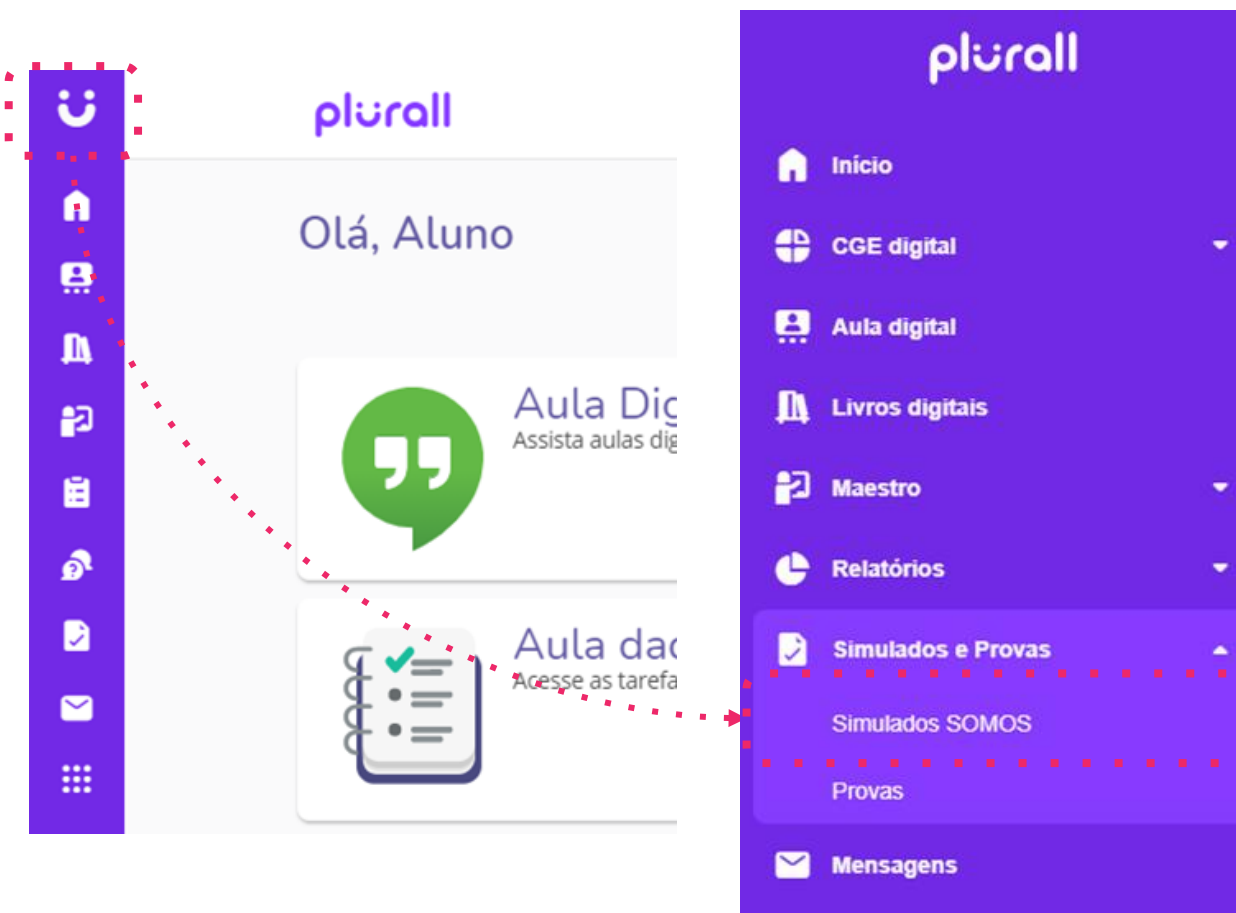 plurall
Olá, Aluno
Aula Dig
Assista aulas dig
Aula dad
Acesse as tarefa
plurall
Início
CGE digital
Aula digital
Livros digitais
Maestro
Relatórios
Simulados e Provas
Simulados SOMOS
Provas
Mensagens